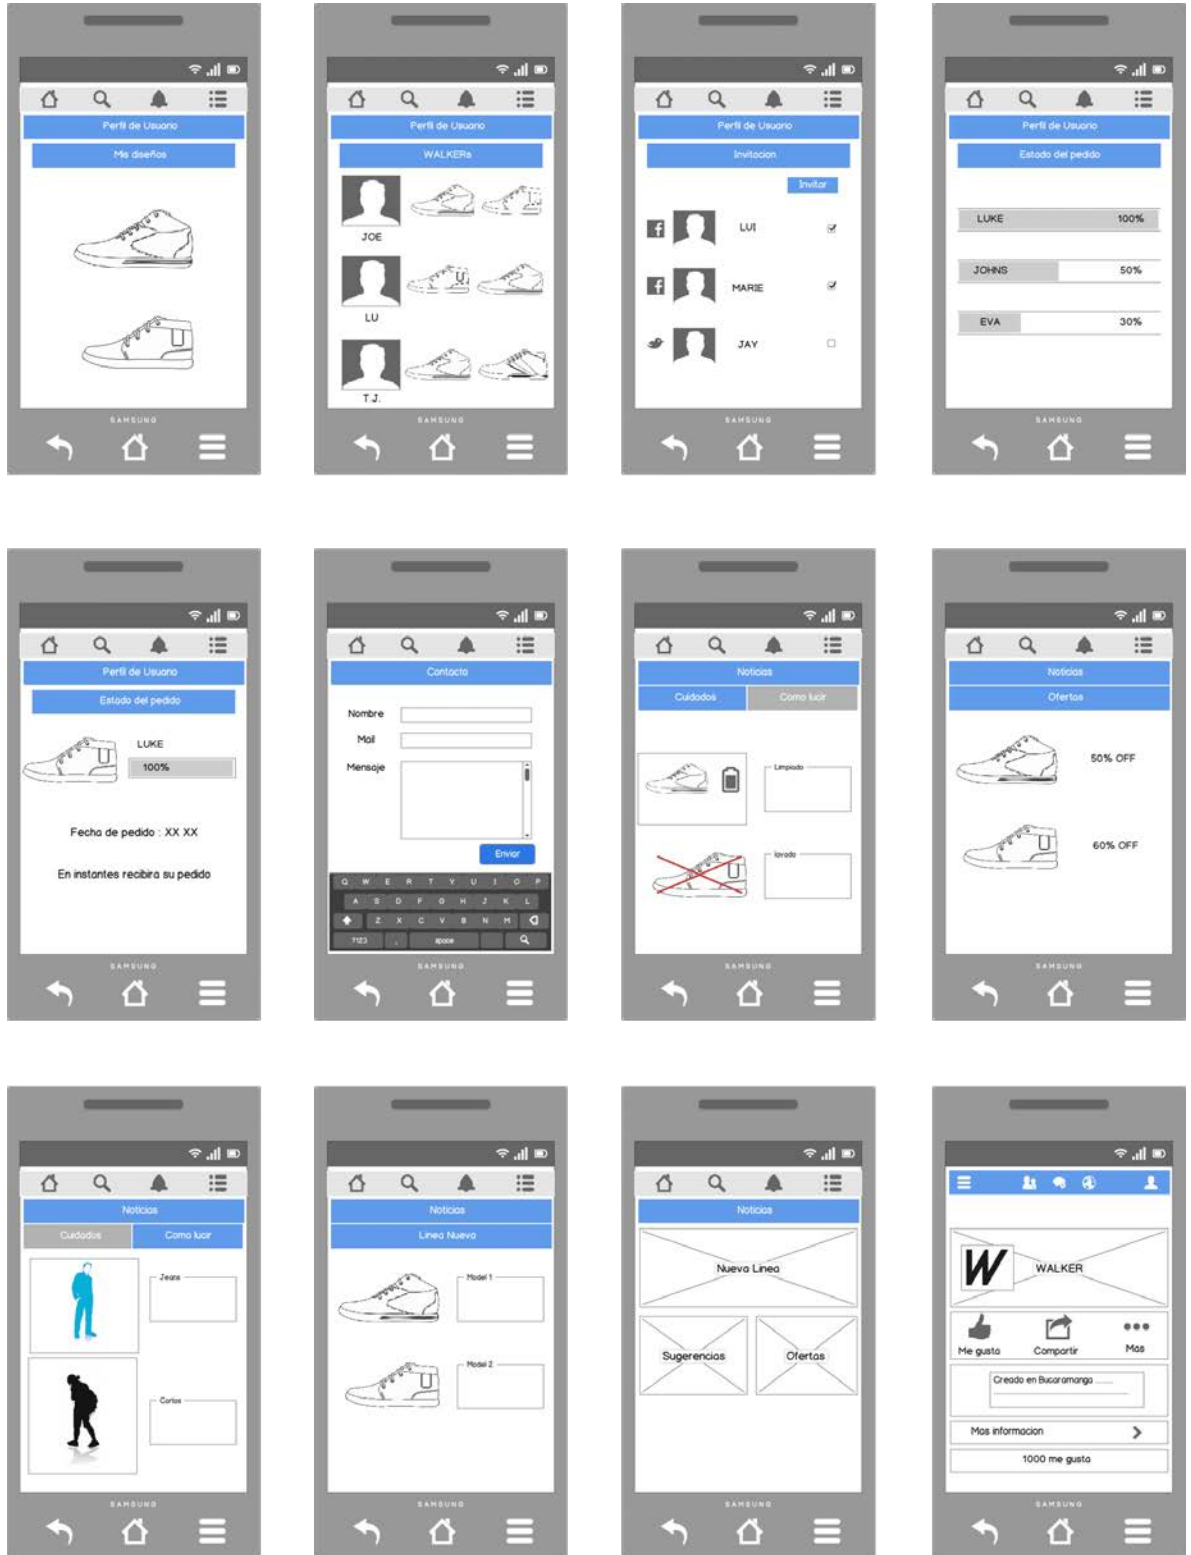 Perfil de Usuario
Mis diseños
SAMSUNG
Perfil de Usuario
WALKERs
JOE
LU
T.J.
SAMSUNG
Perfil de Usuario
Invitacion
Invitar
LUI
MARIE
JAY
SAMSUNG
Perfil de Usuario
Estado del pedido
LUKE 100%
JOHNS 50%
EVA 30%
SAMSUNG
Perfil de Usuario
Estado del pedido
LUKE
100%
Fecha de pedido : XX XX
En instantes recibira su pedido
SAMSUNG
Contacto
Nombre
Mail
Mensaje
Enviar
Q W E R T Y U I O P
A S D F G H J K L
Z X C V B N M
?123 , space
SAMSUNG
Noticias
Cuidados Como lucir
Limpiado
lavado
SAMSUNG
Noticias
Ofertas
50% OFF
60% OFF
SAMSUNG
Noticias
Cuidados Como lucir
Jeans
Cortos
SAMSUNG
Noticias
Linea Nueva
Model 1
Model 2
SAMSUNG
Noticias
Nueva Linea
Sugerencias Ofertas
SAMSUNG
W WALKER
Me gusta Compartir Mas
Creado en Bucaramanga ........
Mas informacion
1000 me gusta
SAMSUNG